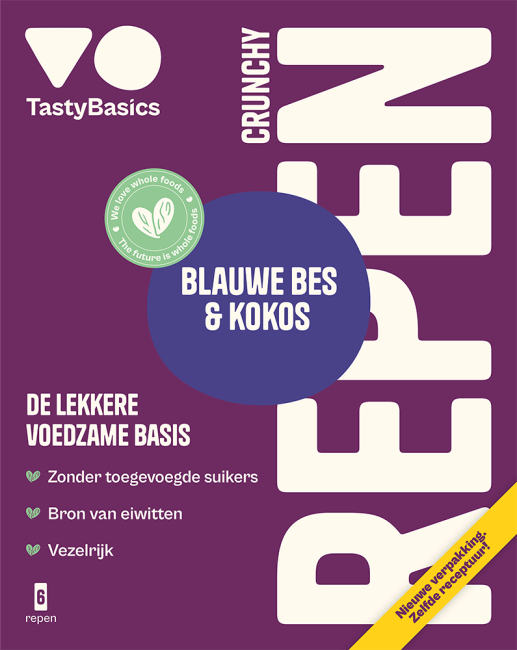 TastyBasics
CRUNCHY
REPEN
We love whole foods
The future is whole foods
BLAUWE BES
& KOKOS
DE LEKKERE
VOEDZAME BASIS
Zonder toegevoegde suikers
Bron van eiwitten
Vezelrijk
6
repen
Nieuwe verpakking.
Zelfde receptuur!